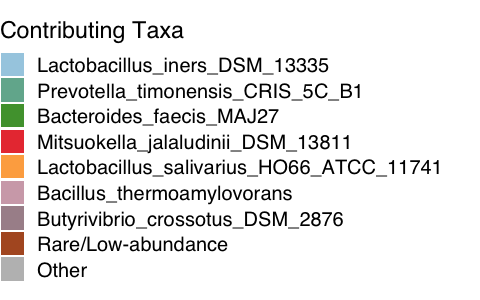 Contributing Taxa
Lactobacillus_iners_DSM_13335
Prevotella_timonensis_CRIS_5C_B1
Bacteroides_faecis_MAJ27
Mitsuokella_jalaludinii_DSM_13811
Lactobacillus_salivarius_HO66_ATCC_11741
Bacillus_thermoamylovorans
Butyrivibrio_crossotus_DSM_2876
Rare/Low-abundance
Other